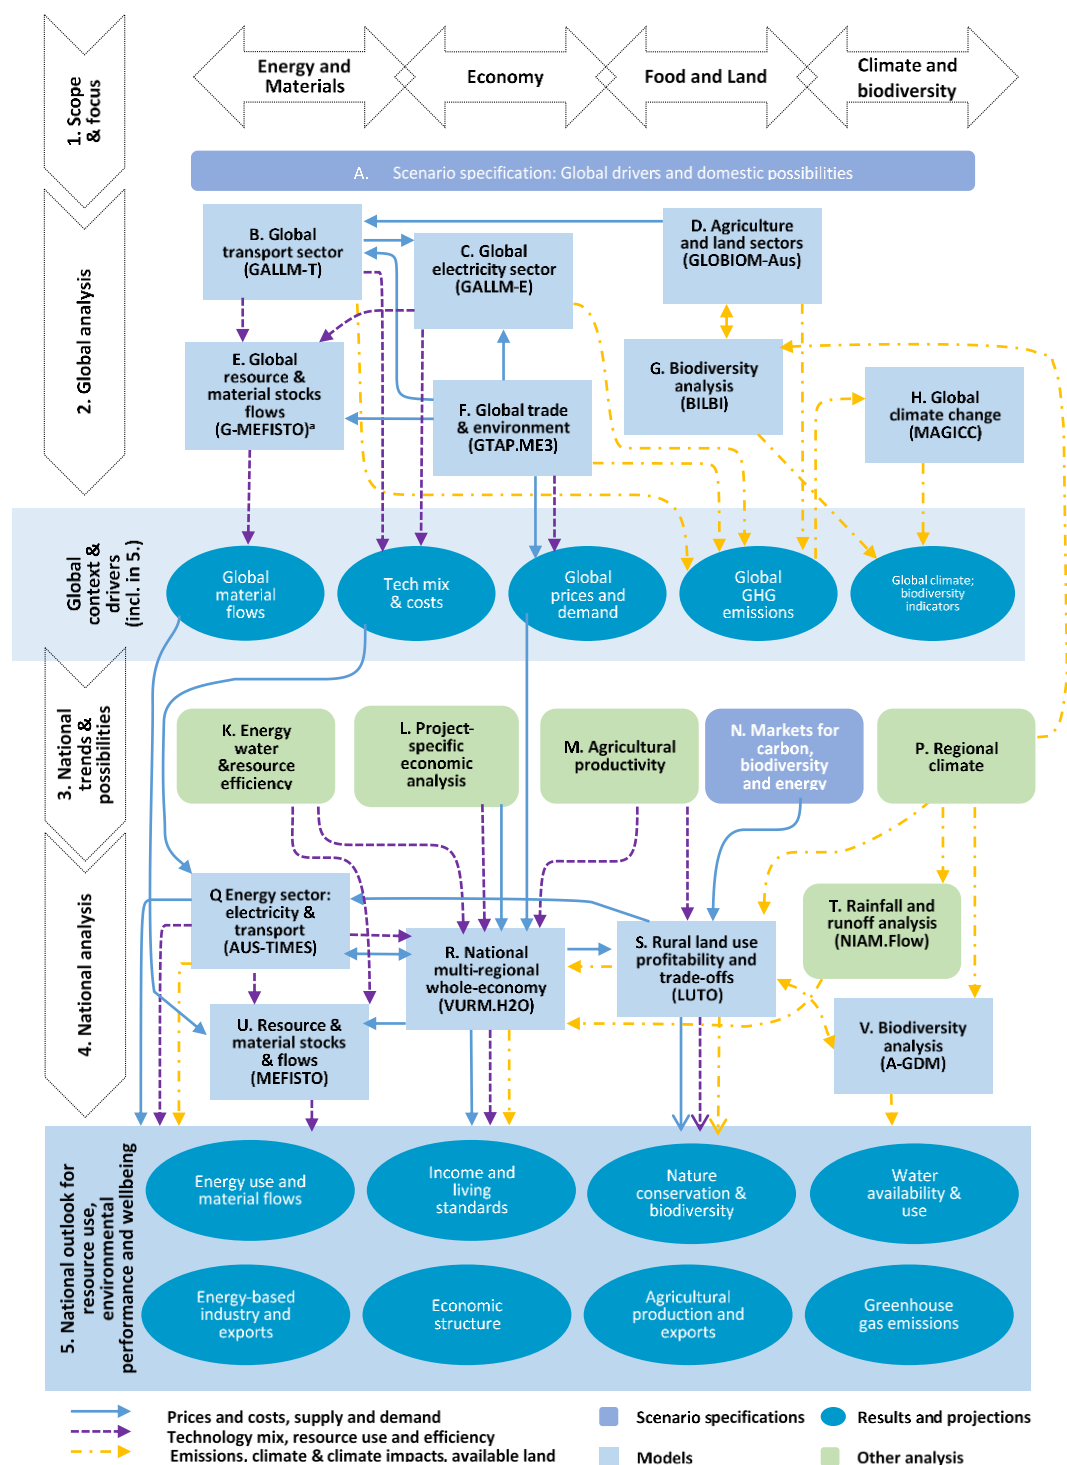 1. Scope
& focus
Energy and
Materials
Economy
Food and Land
Climate and
biodiversity
A. Scenario specification: Global drivers and domestic possibilities
2. Global analysis
B. Global
transport sector
(GALLM-T)
C. Global
electricity sector
(GALLM-E)
D. Agriculture
and land sectors
(GLOBIOM-Aus)
E. Global
resource &
material stocks
flows
(G-MEFISTO)ᵃ
F. Global trade
& environment
(GTAP.ME3)
G. Biodiversity
analysis
(BILBI)
H. Global
climate change
(MAGICC)
Global
context &
drivers
(incl. in 5.)
Global
material
flows
Tech mix
& costs
Global
prices and
demand
Global
GHG
emissions
Global climate;
biodiversity
indicators
3. National
trends &
possibilities
K. Energy
water
&resource
efficiency
L. Project-
specific
economic
analysis
M. Agricultural
productivity
N. Markets for
carbon,
biodiversity
and energy
P. Regional
climate
4. National analysis
Q Energy sector:
electricity &
transport
(AUS-TIMES)
R. National
multi-regional
whole-economy
(VURM.H2O)
S. Rural land use
profitability and
trade-offs
(LUTO)
T. Rainfall and
runoff analysis
(NIAM.Flow)
U. Resource &
material stocks
& flows
(MEFISTO)
V. Biodiversity
analysis
(A-GDM)
5. National outlook for
resource use,
environmental
performance and wellbeing
Energy use and
material flows
Income and
living
standards
Nature
conservation &
biodiversity
Water
availability &
use
Energy-based
industry and
exports
Economic
structure
Agricultural
production and
exports
Greenhouse
gas emissions
Prices and costs, supply and demand
Technology mix, resource use and efficiency
Emissions, climate & climate impacts, available land
Scenario specifications
Results and projections
Models
Other analysis